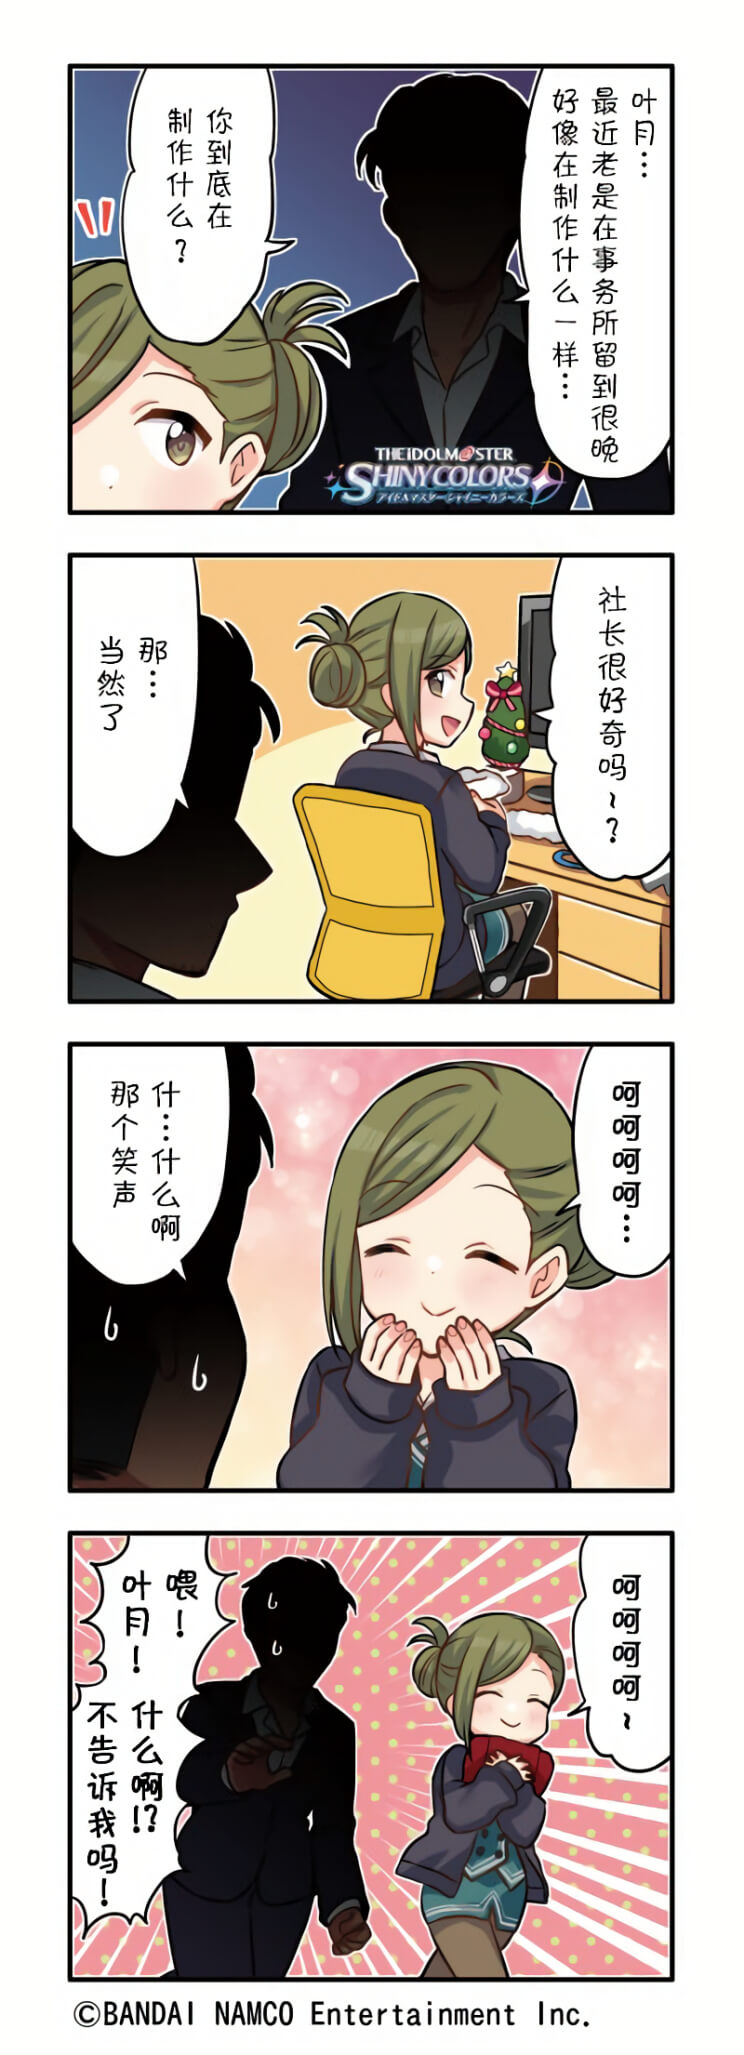 叶月…
最近老是在事务所留到很晚
好像在制作什么一样…
你到底在
制作什么？
THE iDOLM@STER
SHINY COLORS
アイドルマスター シャイニーカラーズ
社长很好奇吗~？
那…
当然了
呵呵呵呵…
什…什么啊
那个笑声
呵呵呵呵~
喂！
叶月！
什么啊!?
不告诉我吗！
©BANDAI NAMCO Entertainment Inc.